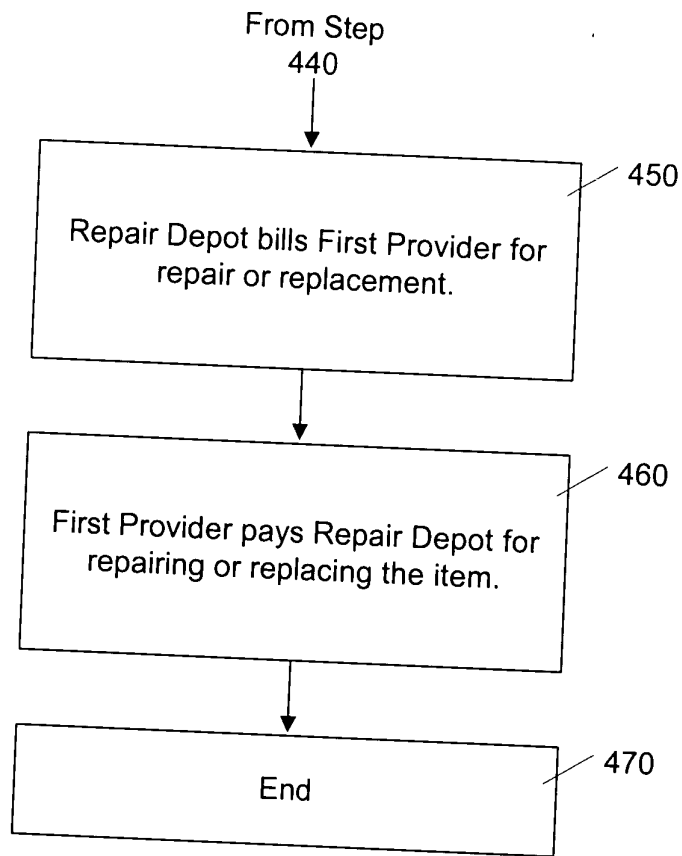 From Step
440
450
Repair Depot bills First Provider for
repair or replacement.
460
First Provider pays Repair Depot for
repairing or replacing the item.
470
End